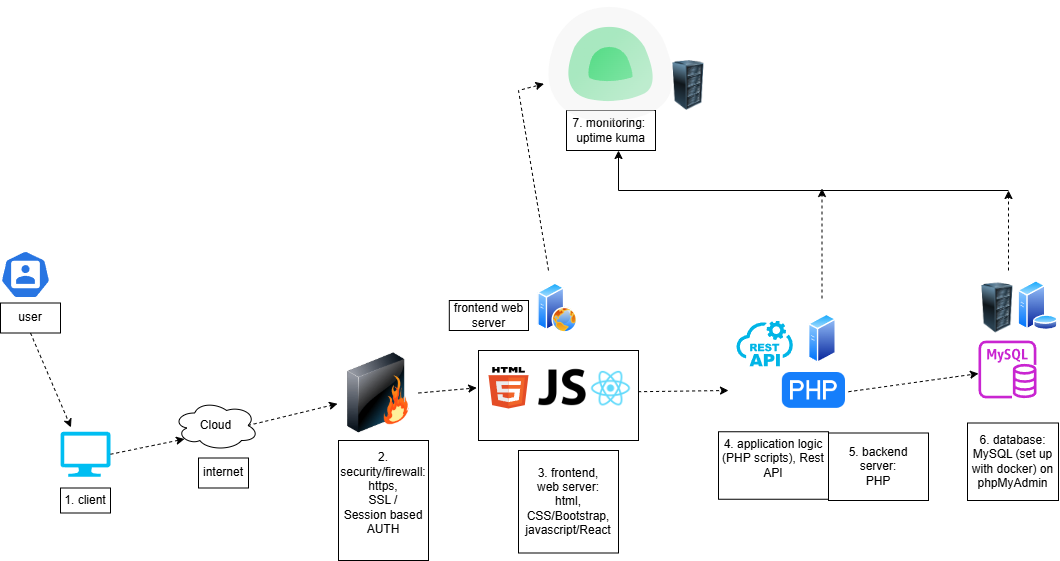 7. monitoring:
uptime kuma
user
frontend web
server
HTML
5
JS
REST
API
PHP
MySQL
Cloud
internet
1. client
2.
security/firewall:
https,
SSL /
Session based
AUTH
3. frontend,
web server:
html,
CSS/Bootstrap,
javascript/React
4. application logic
(PHP scripts), Rest
API
5. backend
server:
PHP
6. database:
MySQL (set up
with docker) on
phpMyAdmin